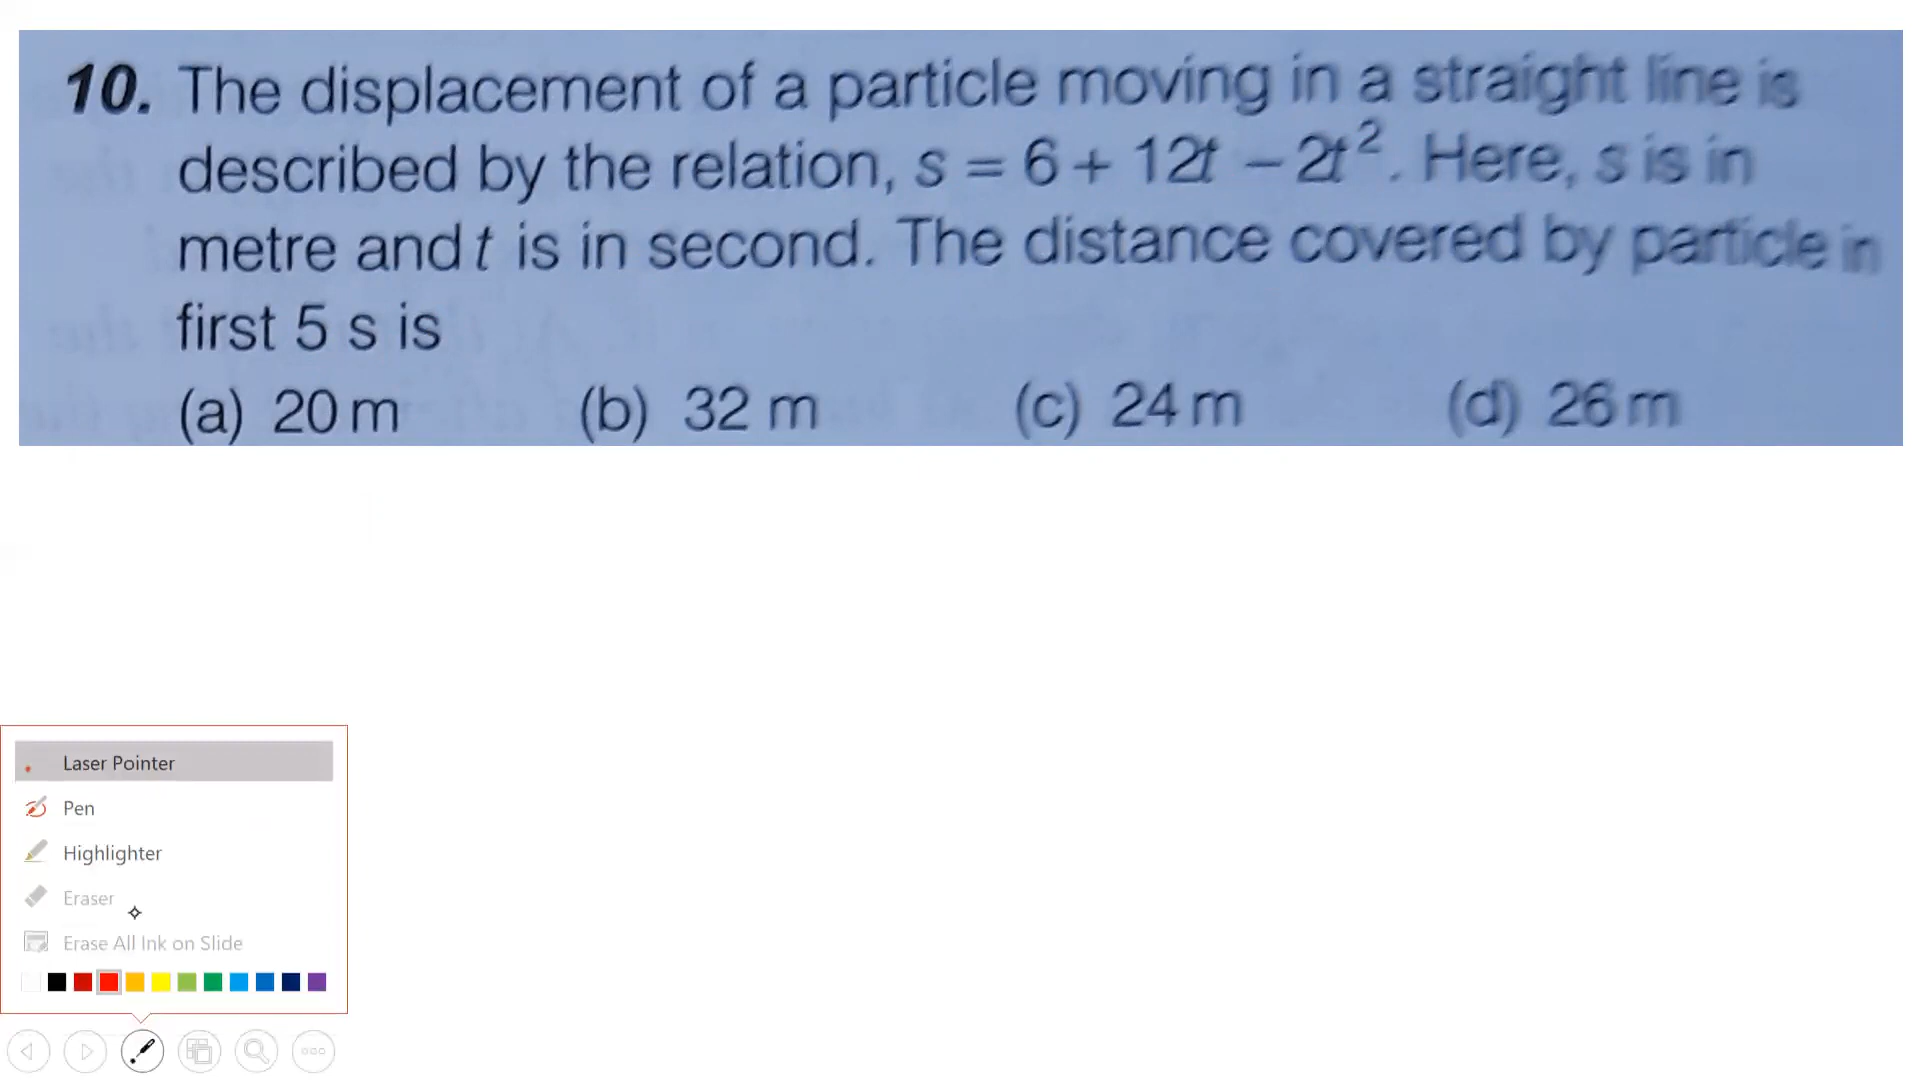 10. The displacement of a particle moving in a straight line is
described by the relation, s = 6 + 12t − 2t². Here, s is in
metre and t is in second. The distance covered by particle in
first 5 s is
(a) 20 m (b) 32 m (c) 24 m (d) 26 m
Laser Pointer
Pen
Highlighter
Eraser
Erase All Ink on Slide